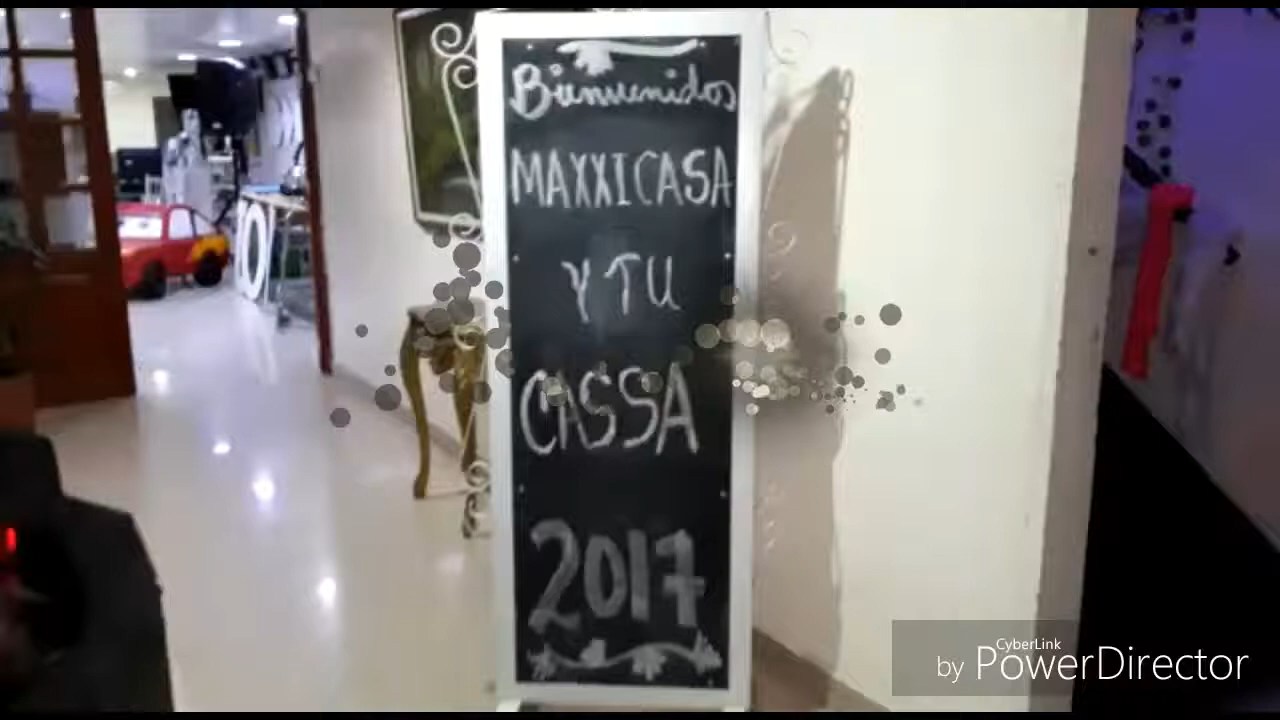 Bienvenidos
MAXXICASA
Y TU
CASSA
2017
CyberLink
by PowerDirector